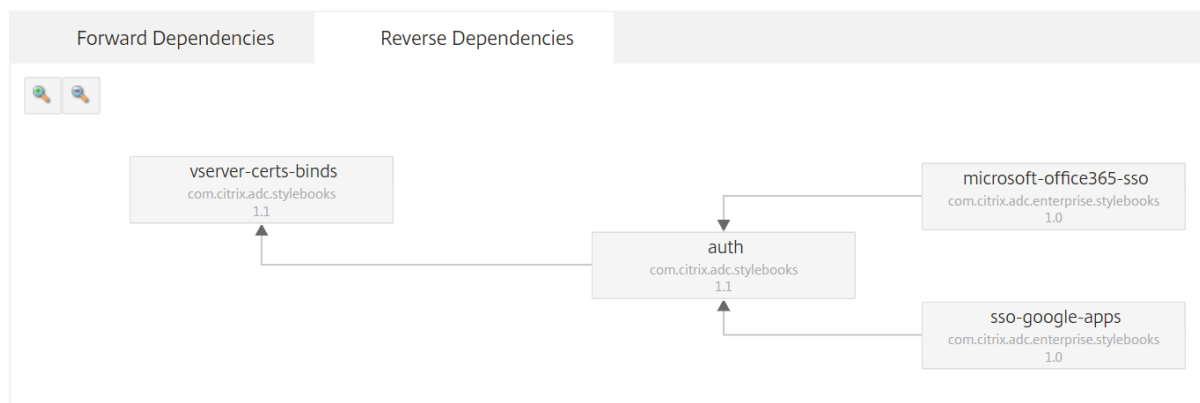 Forward Dependencies
Reverse Dependencies
vserver-certs-binds
com.citrix.adc.stylebooks
1.1
auth
com.citrix.adc.stylebooks
1.1
microsoft-office365-sso
com.citrix.adc.enterprise.stylebooks
1.0
sso-google-apps
com.citrix.adc.enterprise.stylebooks
1.0